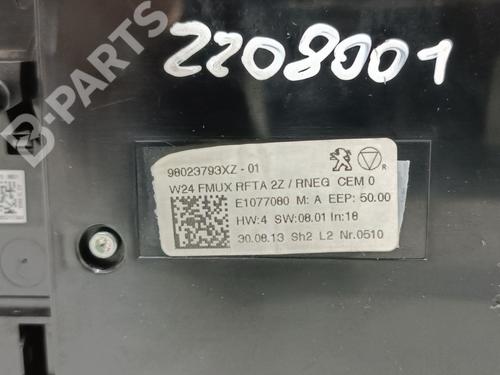 B-PARTS
2208001
98023793XZ - 01
W24 FMUX RFTA 2Z / RNEG CEM 0
E1077080 M: A EEP: 50.00
HW:4 SW:08.01 In:18
30.08.13 Sh2 L2 Nr.0510
R